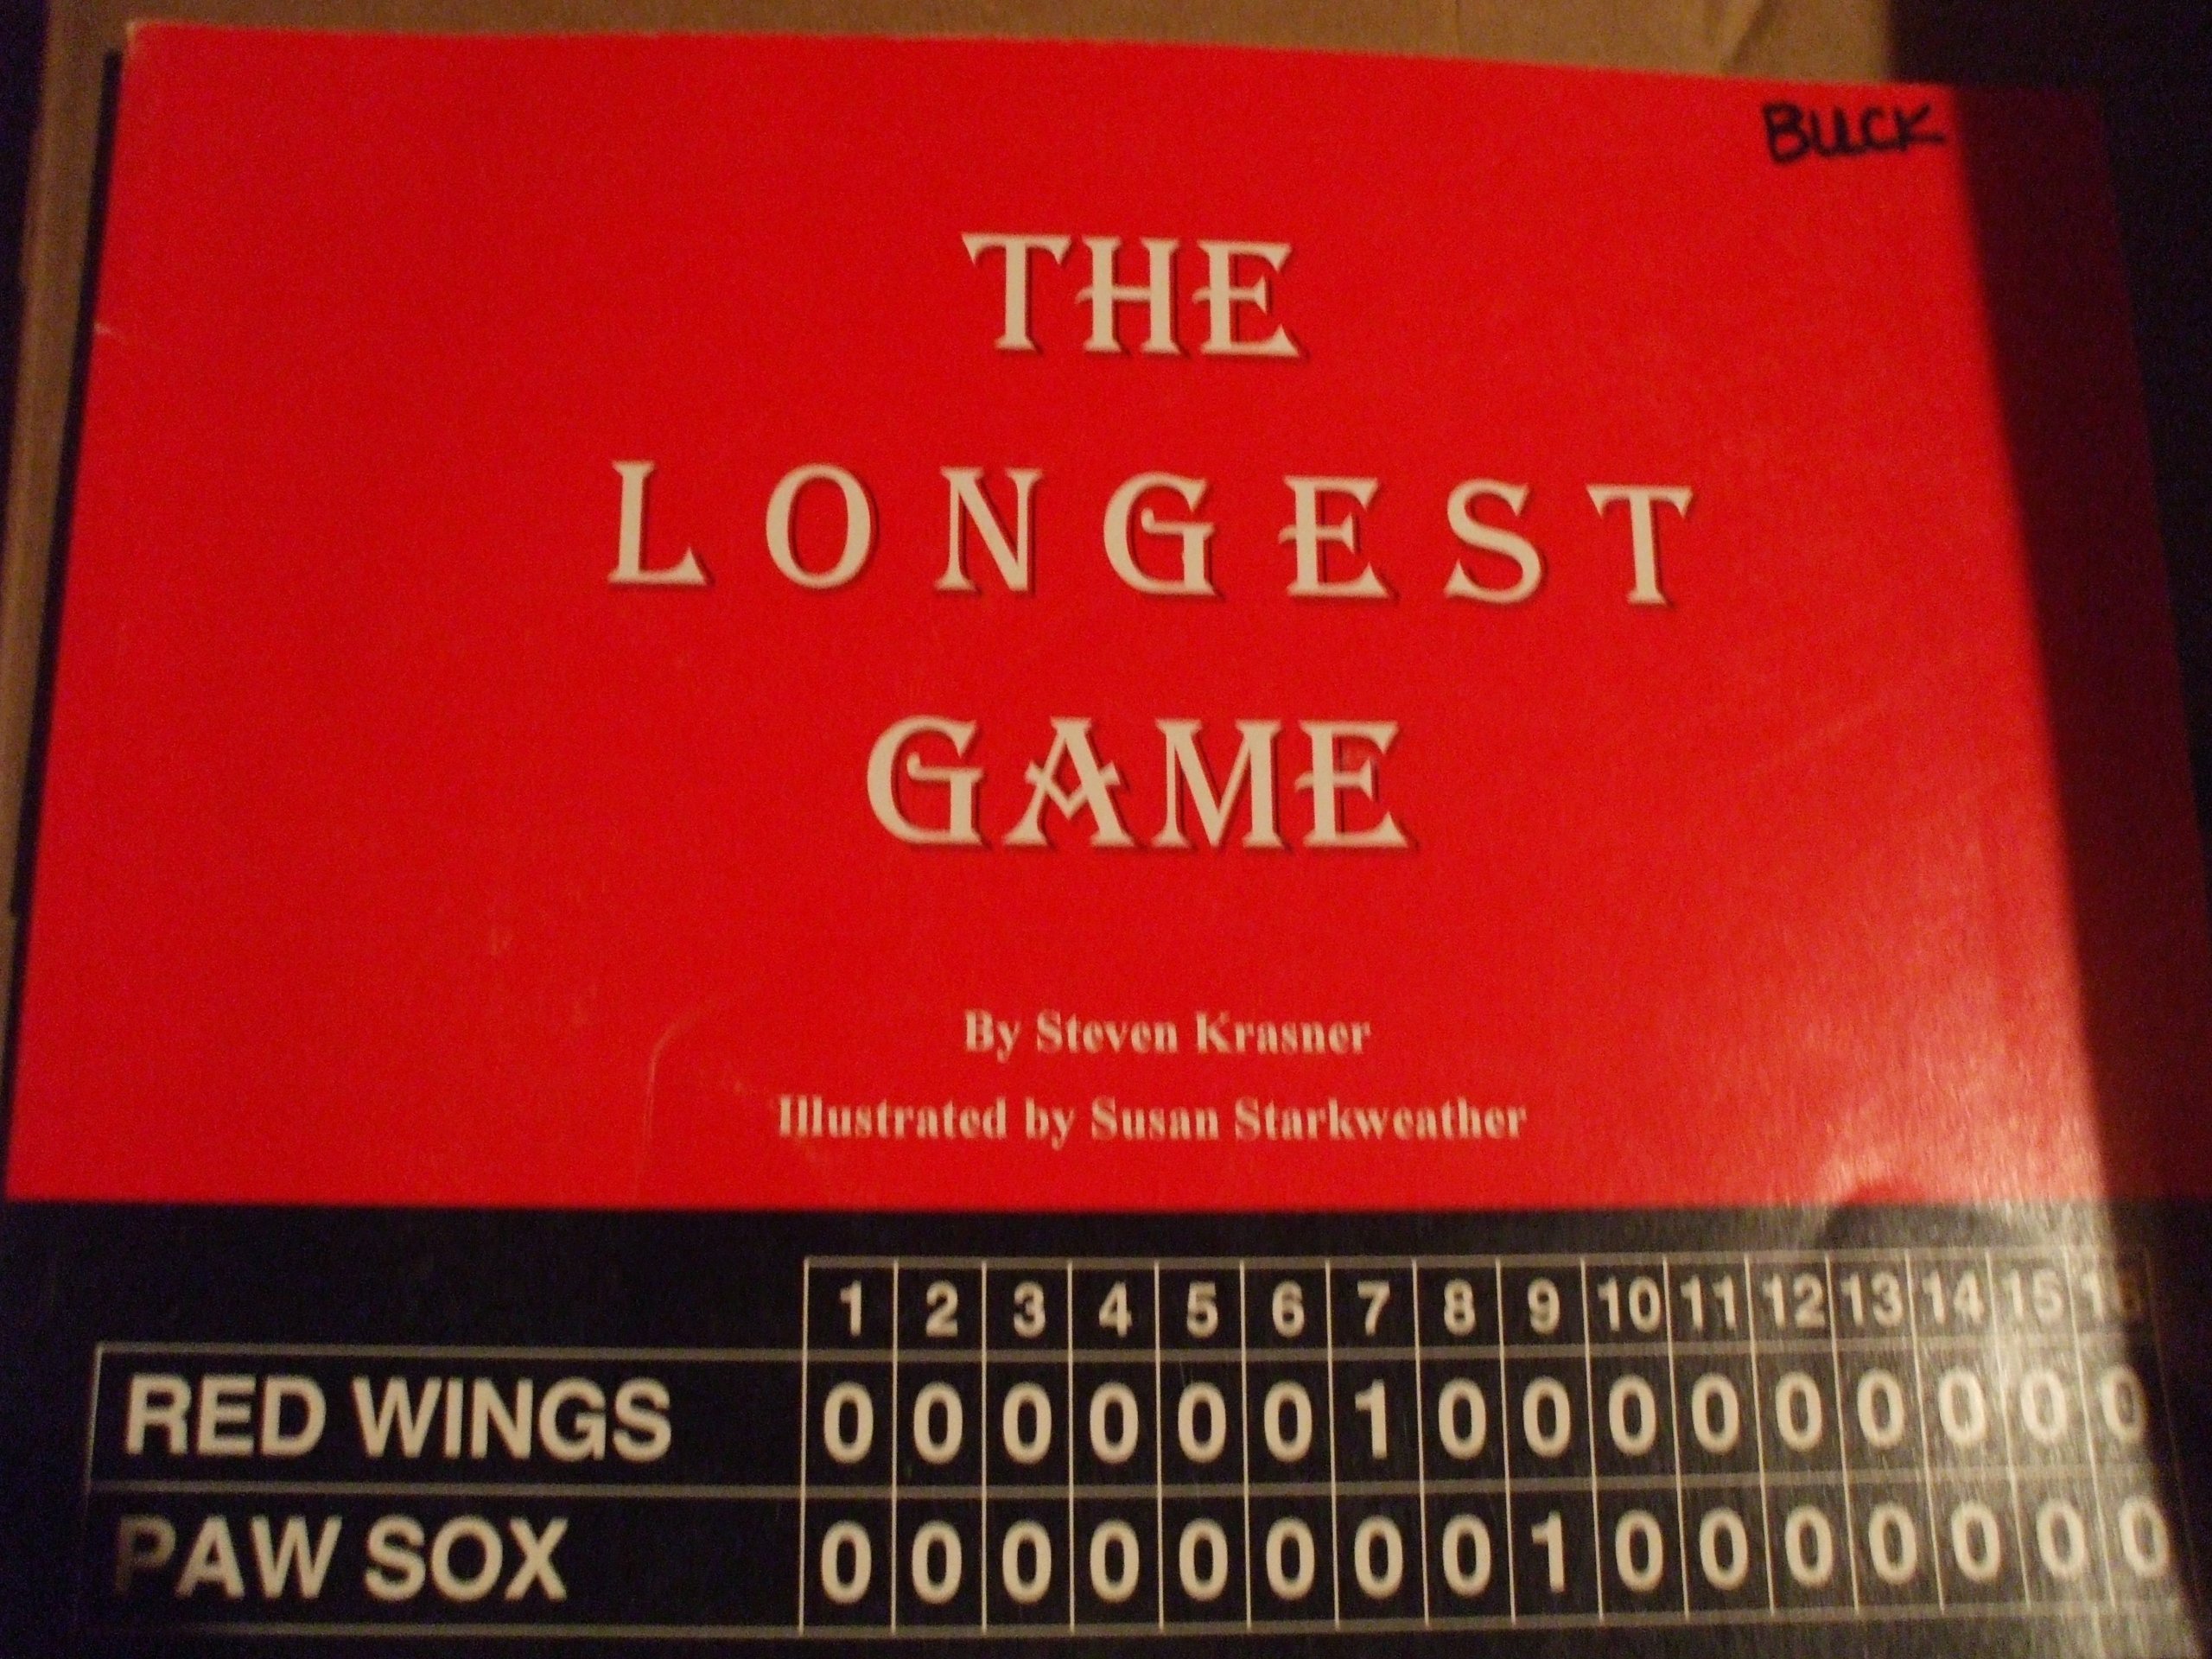 BUCK
THE
LONGEST
GAME
By Steven Krasner
Illustrated by Susan Starkweather
1 2 3 4 5 6 7 8 9 10 11 12 13 14 15 16
RED WINGS 0 0 0 0 0 0 1 0 0 0 0 0 0 0 0 0
PAW SOX 0 0 0 0 0 0 0 0 1 0 0 0 0 0 0 0